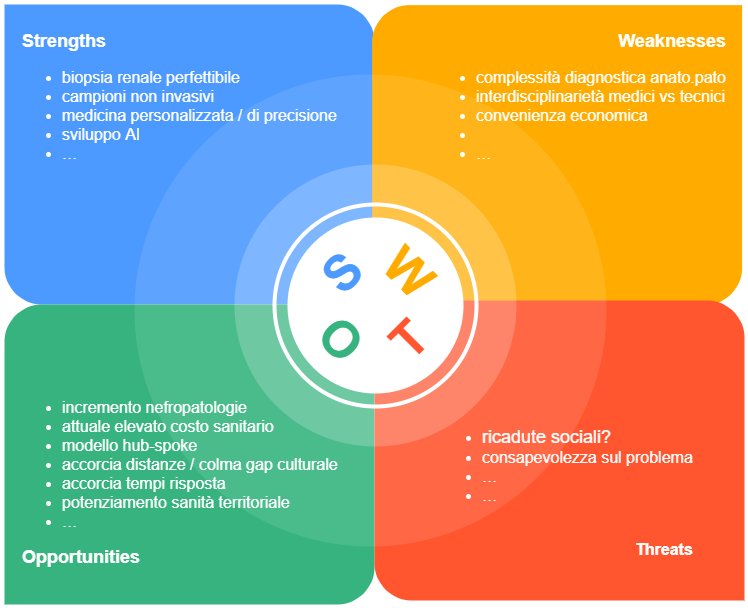 Strengths
• biopsia renale perfettibile
• campioni non invasivi
• medicina personalizzata / di precisione
• sviluppo AI
• …
Weaknesses
• complessità diagnostica anato.pato
• interdisciplinarietà medici vs tecnici
• convenienza economica
•
• …
S
W
O
T
• incremento nefropatologie
• attuale elevato costo sanitario
• modello hub-spoke
• accorcia distanze / colma gap culturale
• accorcia tempi risposta
• potenziamento sanità territoriale
• …
Opportunities
• ricadute sociali?
• consapevolezza sul problema
• …
• …
Threats